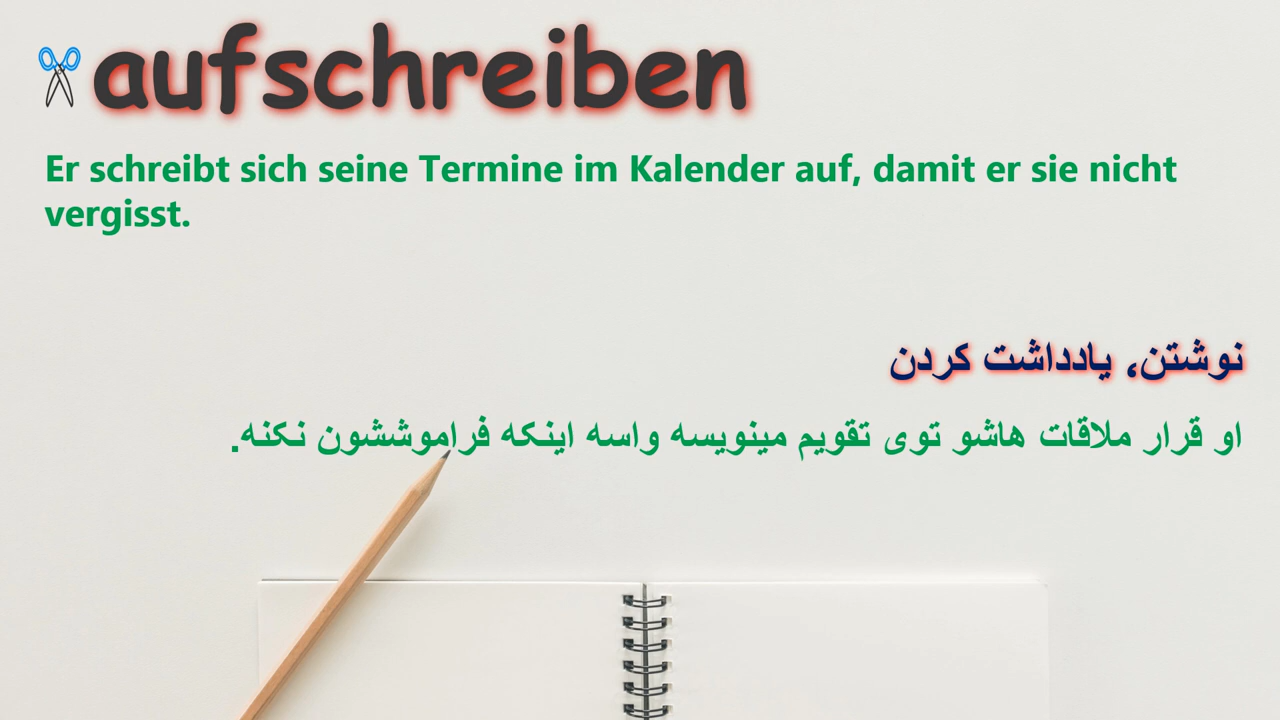 aufschreiben
Er schreibt sich seine Termine im Kalender auf, damit er sie nicht
vergisst.
نوشتن، یادداشت کردن
او قرار ملاقات هاشو توی تقویم مینویسه واسه اینکه فراموششون نکنه.